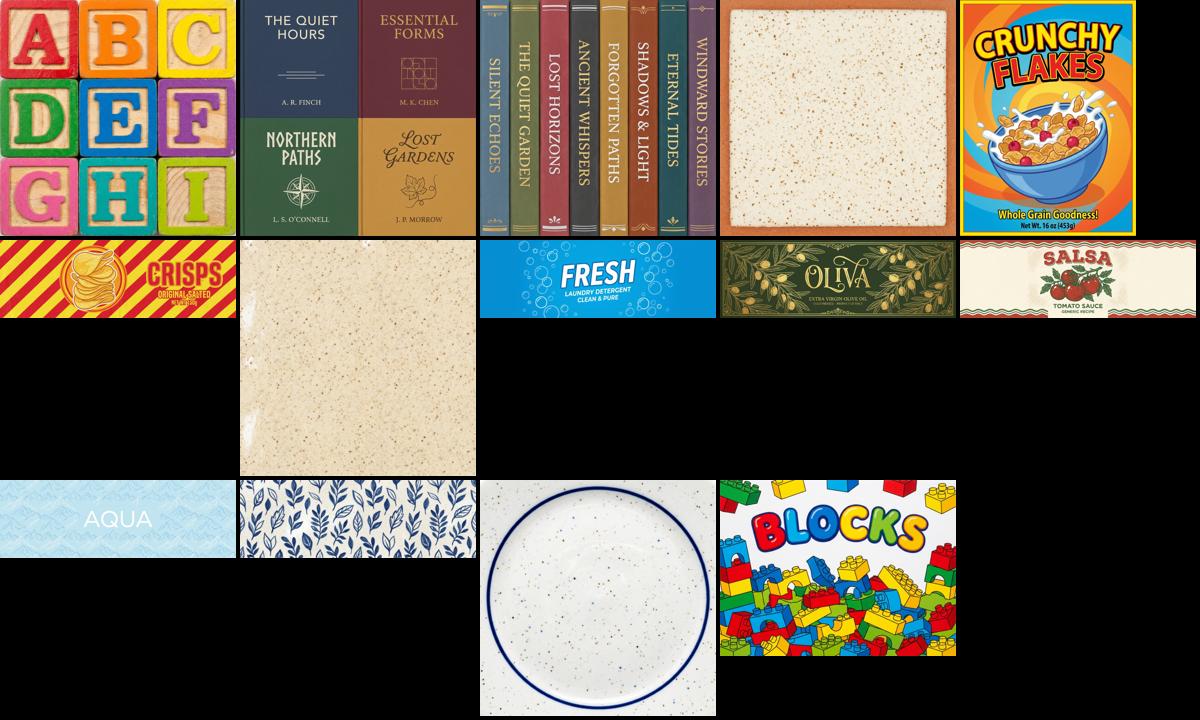 A B C
D E F
G H I
THE QUIET
HOURS
A. R. FINCH
ESSENTIAL
FORMS
M. K. CHEN
NORTHERN
PATHS
L. S. O'CONNELL
LOST
GARDENS
J. P. MORROW
SILENT ECHOES
THE QUIET GARDEN
LOST HORIZONS
ANCIENT WHISPERS
FORGOTTEN PATHS
SHADOWS & LIGHT
ETERNAL TIDES
WINDWARD STORIES
CRUNCHY
FLAKES
Whole Grain Goodness!
Net Wt. 16 oz (453g)
CRISPS
ORIGINAL SALTED
FRESH
LAUNDRY DETERGENT
CLEAN & PURE
OLIVA
EXTRA VIRGIN OLIVE OIL
SALSA
TOMATO SAUCE
GENERIC RECIPE
AQUA
BLOCKS